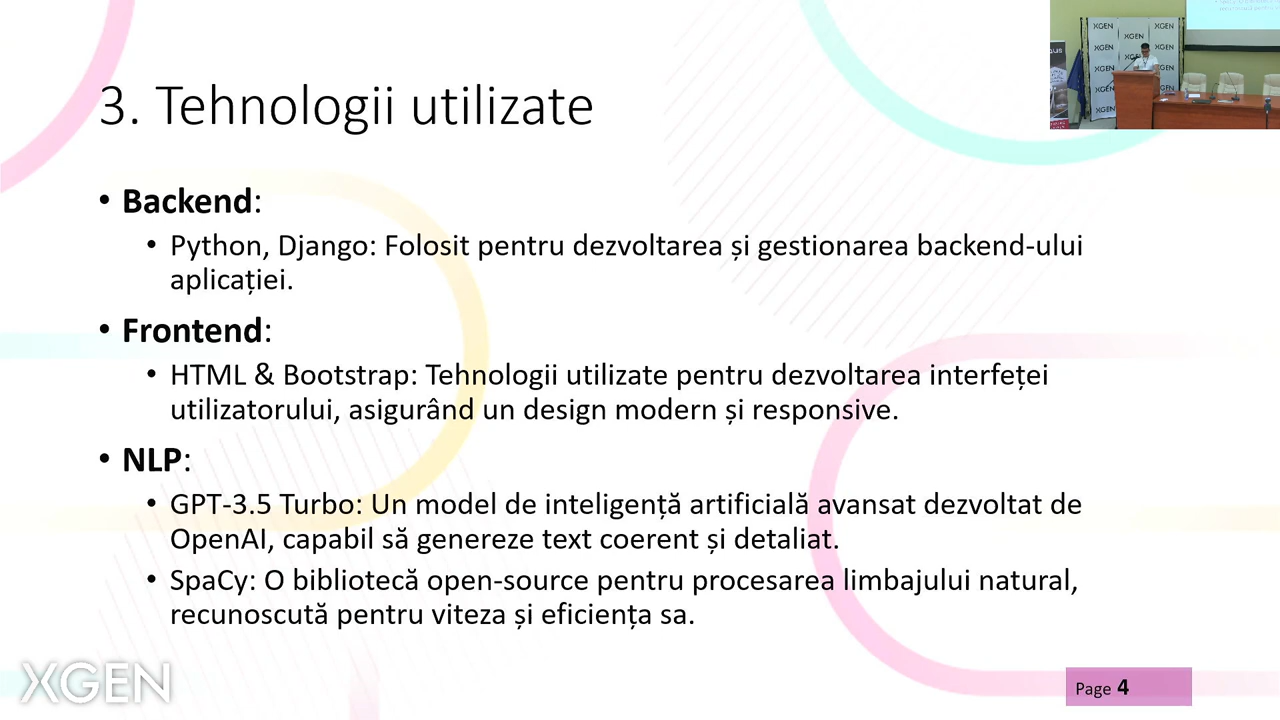 3. Tehnologii utilizate
• Backend:
• Python, Django: Folosit pentru dezvoltarea și gestionarea backend-ului
aplicației.
• Frontend:
• HTML & Bootstrap: Tehnologii utilizate pentru dezvoltarea interfeței
utilizatorului, asigurând un design modern și responsive.
• NLP:
• GPT-3.5 Turbo: Un model de inteligență artificială avansat dezvoltat de
OpenAI, capabil să genereze text coerent și detaliat.
• SpaCy: O bibliotecă open-source pentru procesarea limbajului natural,
recunoscută pentru viteza și eficiența sa.
XGEN
Page 4
XGEN XGEN
XGEN
XGEN XGEN
XGEN XGEN
XGEN